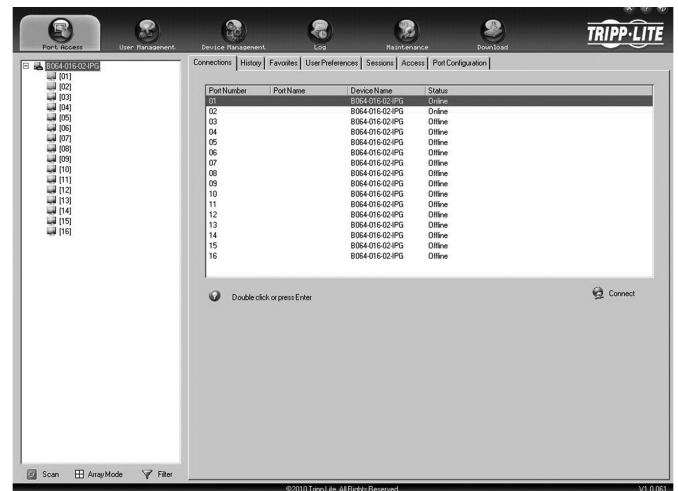 Port Access User Management Device Management Log Maintenance Download TRIPP·LITE
Connections History Favorites User Preferences Sessions Access Port Configuration
B064-016-02-IPG
[01]
[02]
[03]
[04]
[05]
[06]
[07]
[08]
[09]
[10]
[11]
[12]
[13]
[14]
[15]
[16]
Port Number Port Name Device Name Status
01 B064-016-02-IPG Online
02 B064-016-02-IPG Online
03 B064-016-02-IPG Offline
04 B064-016-02-IPG Offline
05 B064-016-02-IPG Offline
06 B064-016-02-IPG Offline
07 B064-016-02-IPG Offline
08 B064-016-02-IPG Offline
09 B064-016-02-IPG Offline
10 B064-016-02-IPG Offline
11 B064-016-02-IPG Offline
12 B064-016-02-IPG Offline
13 B064-016-02-IPG Offline
14 B064-016-02-IPG Offline
15 B064-016-02-IPG Offline
16 B064-016-02-IPG Offline
Double click or press Enter
Connect
Scan Array Mode Filter
©2010 Tripp Lite. All Rights Reserved. V1.0.061